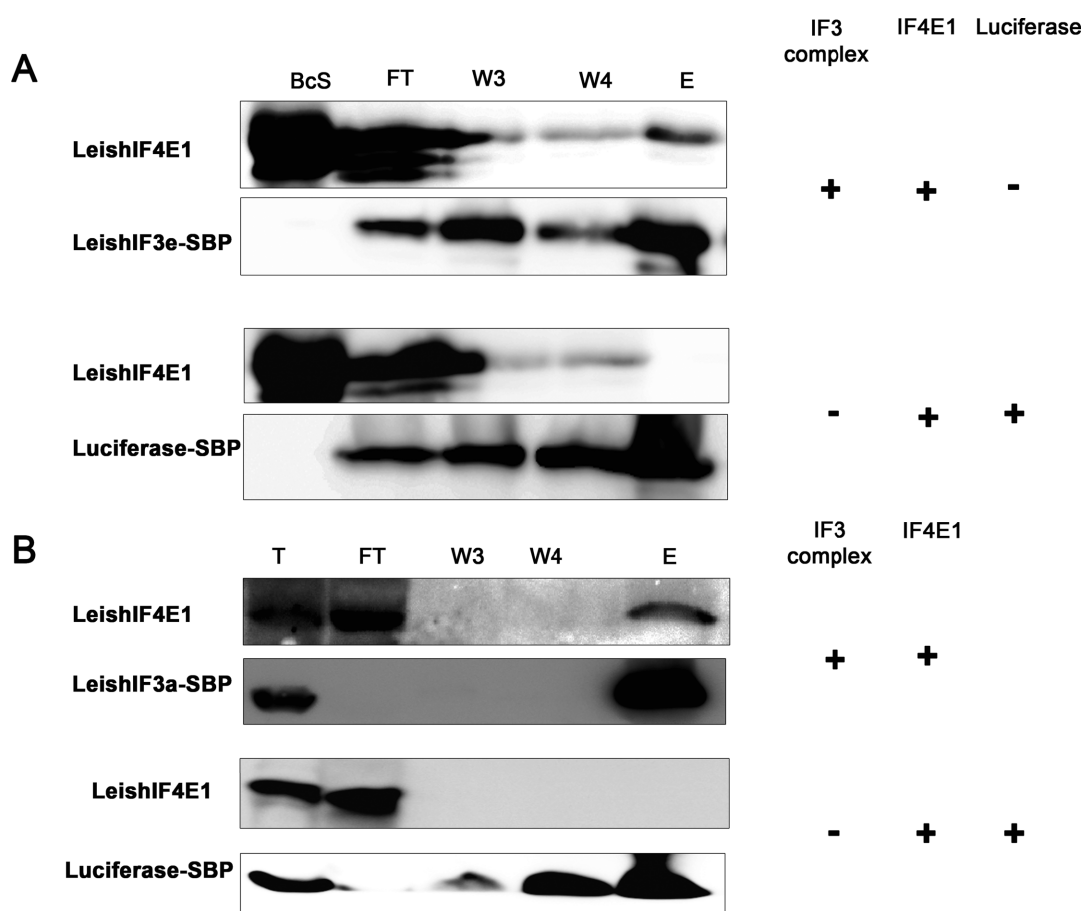 IF3 complex IF4E1 Luciferase
A
BcS FT W3 W4 E
LeishIF4E1
+ + -
LeishIF3e-SBP
LeishIF4E1
- + +
Luciferase-SBP
B
IF3 complex IF4E1
T FT W3 W4 E
LeishIF4E1
+ +
LeishIF3a-SBP
LeishIF4E1
- + +
Luciferase-SBP